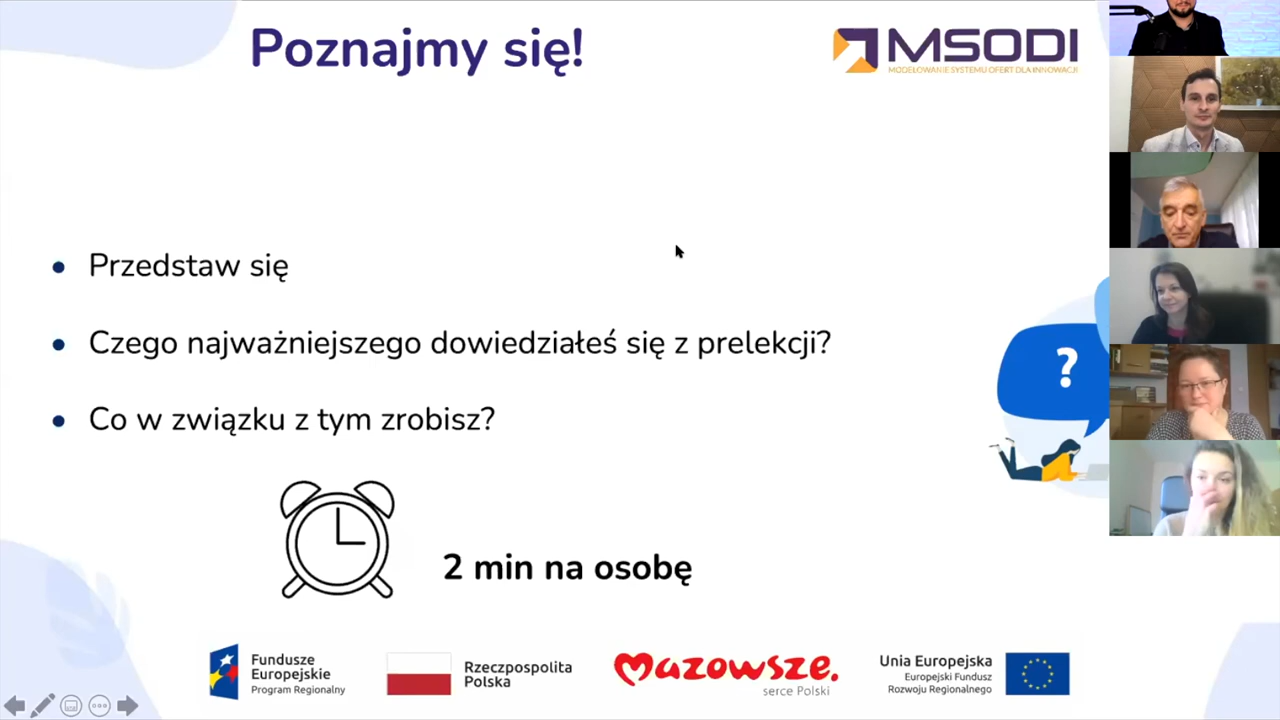 Poznajmy się!
MSODI
MODELOWANIE SYSTEMU OFERT DLA INNOWACJI
Przedstaw się
Czego najważniejszego dowiedziałeś się z prelekcji?
?
Co w związku z tym zrobisz?
2 min na osobę
Fundusze
Europejskie
Program Regionalny
Rzeczpospolita
Polska
Mazowsze.
serce Polski
Unia Europejska
Europejski Fundusz
Rozwoju Regionalnego